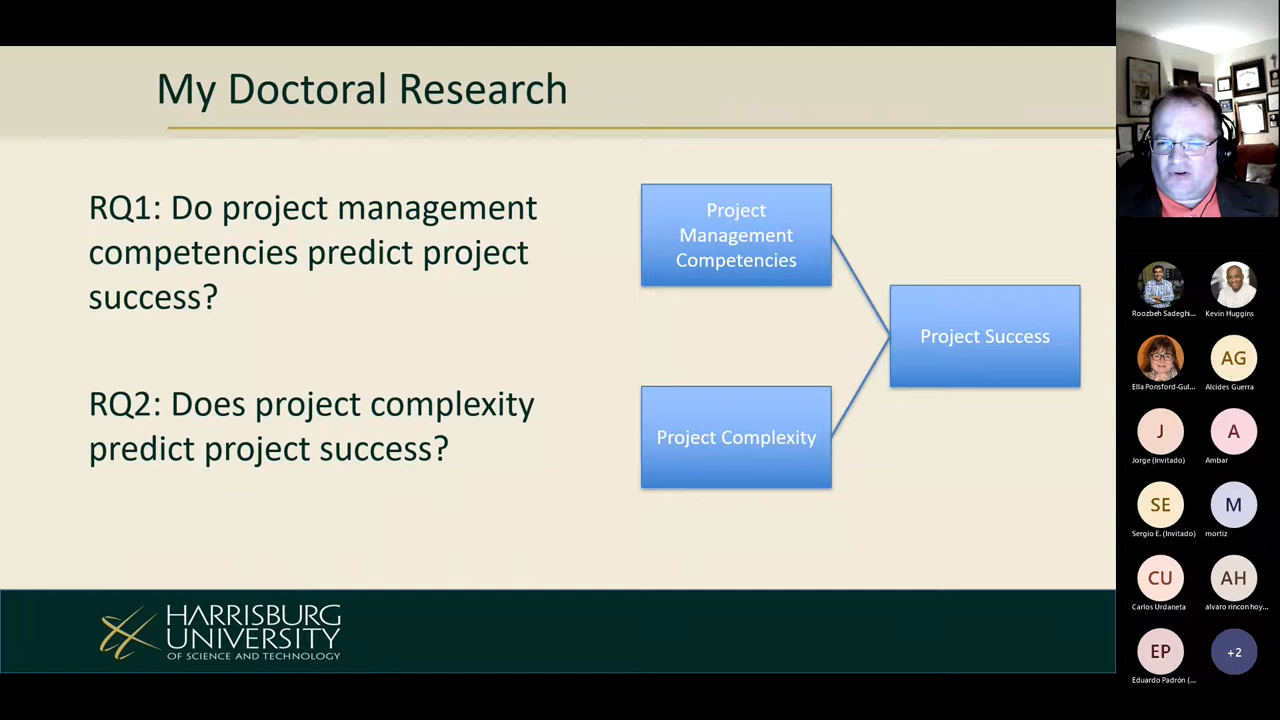 My Doctoral Research
RQ1: Do project management
competencies predict project
success?
RQ2: Does project complexity
predict project success?
Project
Management
Competencies
Project Success
Project Complexity
HARRISBURG
UNIVERSITY
OF SCIENCE AND TECHNOLOGY
Roozbeh Sadeghi...
Kevin Huggins
Ella Ponsford-Gul...
AG
Alcides Guerra
J
Jorge (Invitado)
A
Ambar
SE
Sergio E. (Invitado)
M
mortiz
CU
Carlos Urdaneta
AH
alvaro rincon hoy...
EP
Eduardo Padrón (...
+2